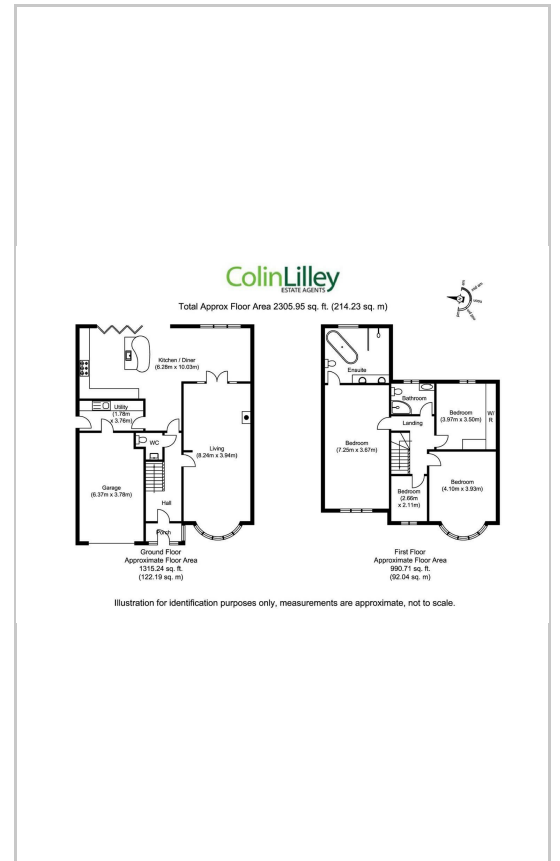 ColinLilley
ESTATE AGENTS
Total Approx Floor Area 2305.95 sq. ft. (214.23 sq. m)
Kitchen / Diner
(6.28m x 10.03m)
Utility
(1.78m
x 3.76m)
WC
Living
(8.24m x 3.94m)
Garage
(6.37m x 3.78m)
Hall
Porch
Ground Floor
Approximate Floor Area
1315.24 sq. ft.
(122.19 sq. m)
Ensuite
Bathroom
Bedroom
(3.97m x 3.50m)
W/
R
Landing
Bedroom
(7.25m x 3.67m)
Bedroom
(2.66m
x 2.11m)
Bedroom
(4.10m x 3.93m)
First Floor
Approximate Floor Area
990.71 sq. ft.
(92.04 sq. m)
Illustration for identification purposes only, measurements are approximate, not to scale.